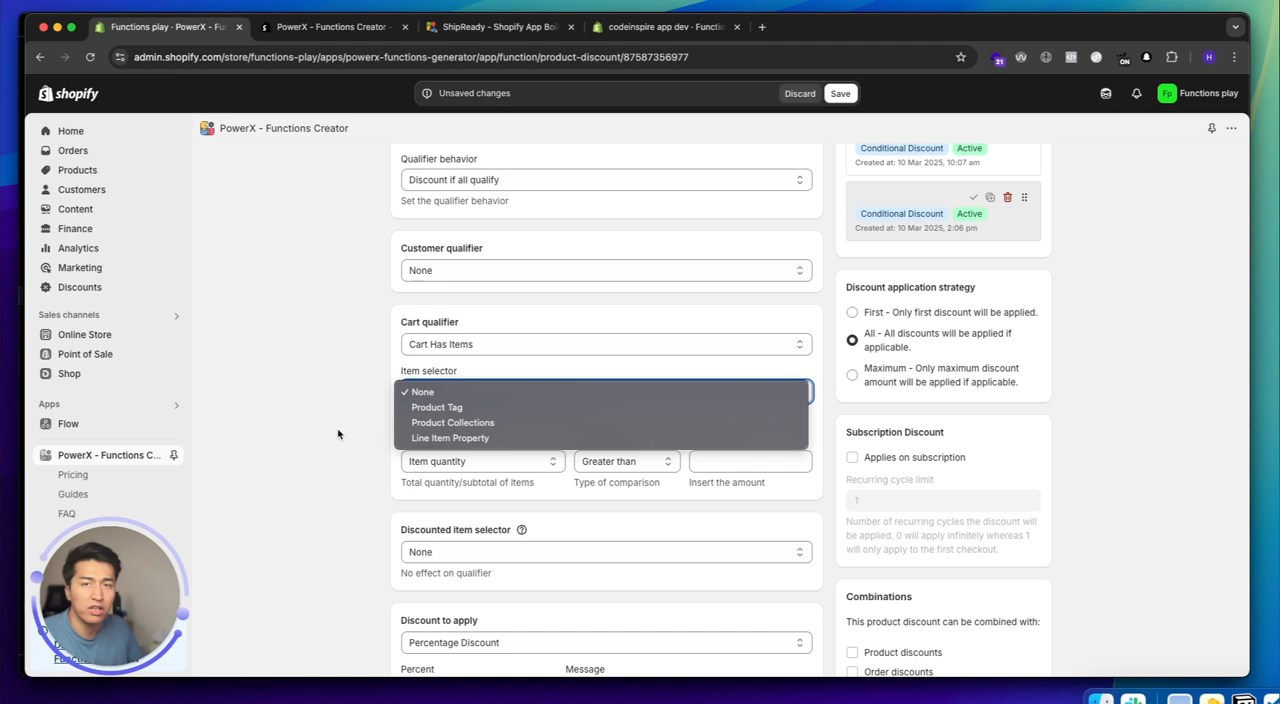 Functions play · PowerX - Fun
PowerX - Functions Creator -
ShipReady - Shopify App Boil
codeinspire app dev - Functio
admin.shopify.com/store/functions-play/apps/powerx-functions-generator/app/function/product-discount/87587356977
21
ON
H
shopify
Unsaved changes
Discard
Save
Fp
Functions play
Home
Orders
Products
Customers
Content
Finance
Analytics
Marketing
Discounts
Sales channels
Online Store
Point of Sale
Shop
Apps
Flow
PowerX - Functions C...
Pricing
Guides
FAQ
PowerX - Functions Creator
Qualifier behavior
Discount if all qualify
Set the qualifier behavior
Customer qualifier
None
Cart qualifier
Cart Has Items
Item selector
None
Product Tag
Product Collections
Line Item Property
Item quantity
Greater than
Total quantity/subtotal of items
Type of comparison
Insert the amount
Discounted item selector
None
No effect on qualifier
Discount to apply
Percentage Discount
Percent
Message
Conditional Discount
Active
Created at: 10 Mar 2025, 10:07 am
Conditional Discount
Active
Created at: 10 Mar 2025, 2:06 pm
Discount application strategy
First - Only first discount will be applied.
All - All discounts will be applied if
applicable.
Maximum - Only maximum discount
amount will be applied if applicable.
Subscription Discount
Applies on subscription
Recurring cycle limit
1
Number of recurring cycles the discount will
be applied. 0 will apply infinitely whereas 1
will only apply to the first checkout.
Combinations
This product discount can be combined with:
Product discounts
Order discounts